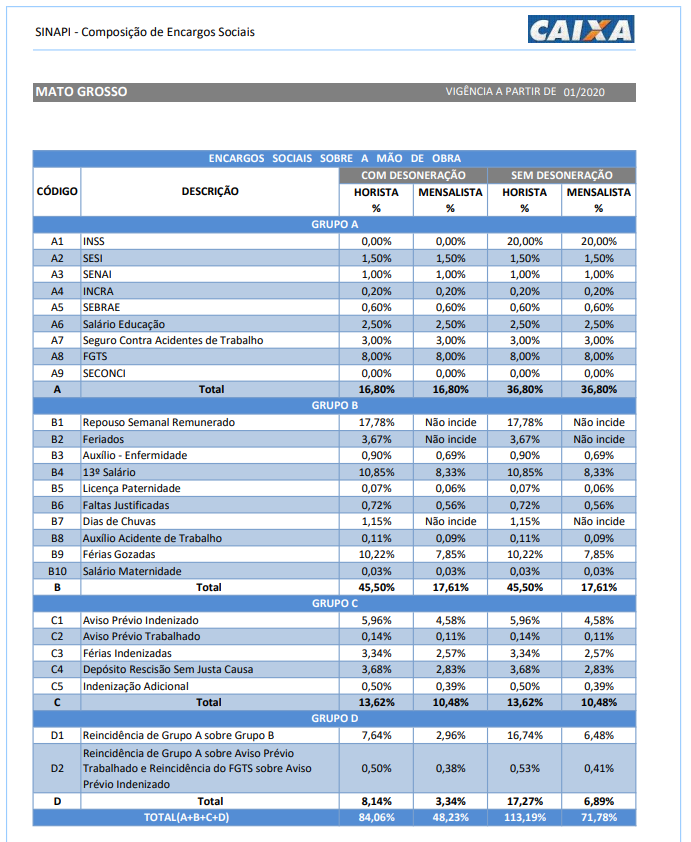 SINAPI - Composição de Encargos Sociais
CAIXA
MATO GROSSO VIGÊNCIA A PARTIR DE 01/2020
ENCARGOS SOCIAIS SOBRE A MÃO DE OBRA
CÓDIGO DESCRIÇÃO COM DESONERAÇÃO SEM DESONERAÇÃO
HORISTA MENSALISTA HORISTA MENSALISTA
% % % %
GRUPO A
A1 INSS 0,00% 0,00% 20,00% 20,00%
A2 SESI 1,50% 1,50% 1,50% 1,50%
A3 SENAI 1,00% 1,00% 1,00% 1,00%
A4 INCRA 0,20% 0,20% 0,20% 0,20%
A5 SEBRAE 0,60% 0,60% 0,60% 0,60%
A6 Salário Educação 2,50% 2,50% 2,50% 2,50%
A7 Seguro Contra Acidentes de Trabalho 3,00% 3,00% 3,00% 3,00%
A8 FGTS 8,00% 8,00% 8,00% 8,00%
A9 SECONCI 0,00% 0,00% 0,00% 0,00%
A Total 16,80% 16,80% 36,80% 36,80%
GRUPO B
B1 Repouso Semanal Remunerado 17,78% Não incide 17,78% Não incide
B2 Feriados 3,67% Não incide 3,67% Não incide
B3 Auxílio - Enfermidade 0,90% 0,69% 0,90% 0,69%
B4 13º Salário 10,85% 8,33% 10,85% 8,33%
B5 Licença Paternidade 0,07% 0,06% 0,07% 0,06%
B6 Faltas Justificadas 0,72% 0,56% 0,72% 0,56%
B7 Dias de Chuvas 1,15% Não incide 1,15% Não incide
B8 Auxílio Acidente de Trabalho 0,11% 0,09% 0,11% 0,09%
B9 Férias Gozadas 10,22% 7,85% 10,22% 7,85%
B10 Salário Maternidade 0,03% 0,03% 0,03% 0,03%
B Total 45,50% 17,61% 45,50% 17,61%
GRUPO C
C1 Aviso Prévio Indenizado 5,96% 4,58% 5,96% 4,58%
C2 Aviso Prévio Trabalhado 0,14% 0,11% 0,14% 0,11%
C3 Férias Indenizadas 3,34% 2,57% 3,34% 2,57%
C4 Depósito Rescisão Sem Justa Causa 3,68% 2,83% 3,68% 2,83%
C5 Indenização Adicional 0,50% 0,39% 0,50% 0,39%
C Total 13,62% 10,48% 13,62% 10,48%
GRUPO D
D1 Reincidência de Grupo A sobre Grupo B 7,64% 2,96% 16,74% 6,48%
Reincidência de Grupo A sobre Aviso Prévio
D2 Trabalhado e Reincidência do FGTS sobre Aviso 0,50% 0,38% 0,53% 0,41%
Prévio Indenizado
D Total 8,14% 3,34% 17,27% 6,89%
TOTAL(A+B+C+D) 84,06% 48,23% 113,19% 71,78%